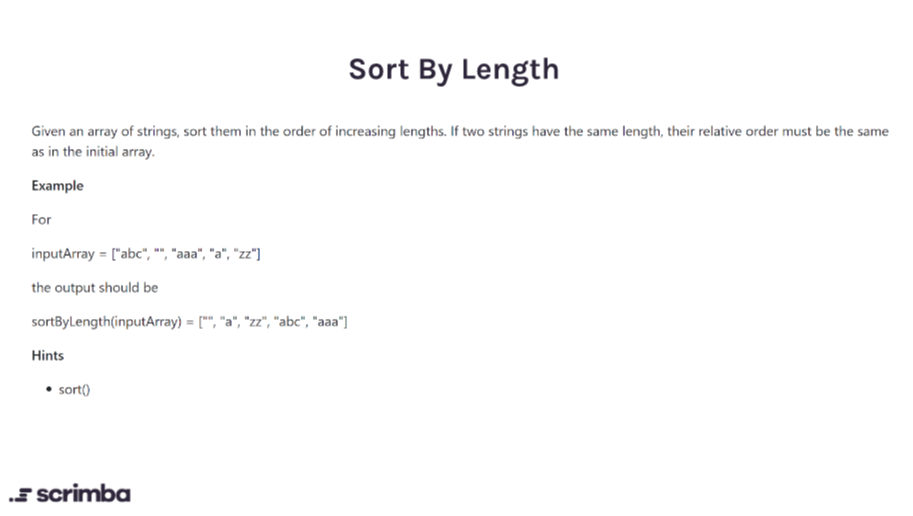 Sort By Length
Given an array of strings, sort them in the order of increasing lengths. If two strings have the same length, their relative order must be the same
as in the initial array.
Example
For
inputArray = ["abc", "", "aaa", "a", "zz"]
the output should be
sortByLength(inputArray) = ["", "a", "zz", "abc", "aaa"]
Hints
• sort()
scrimba